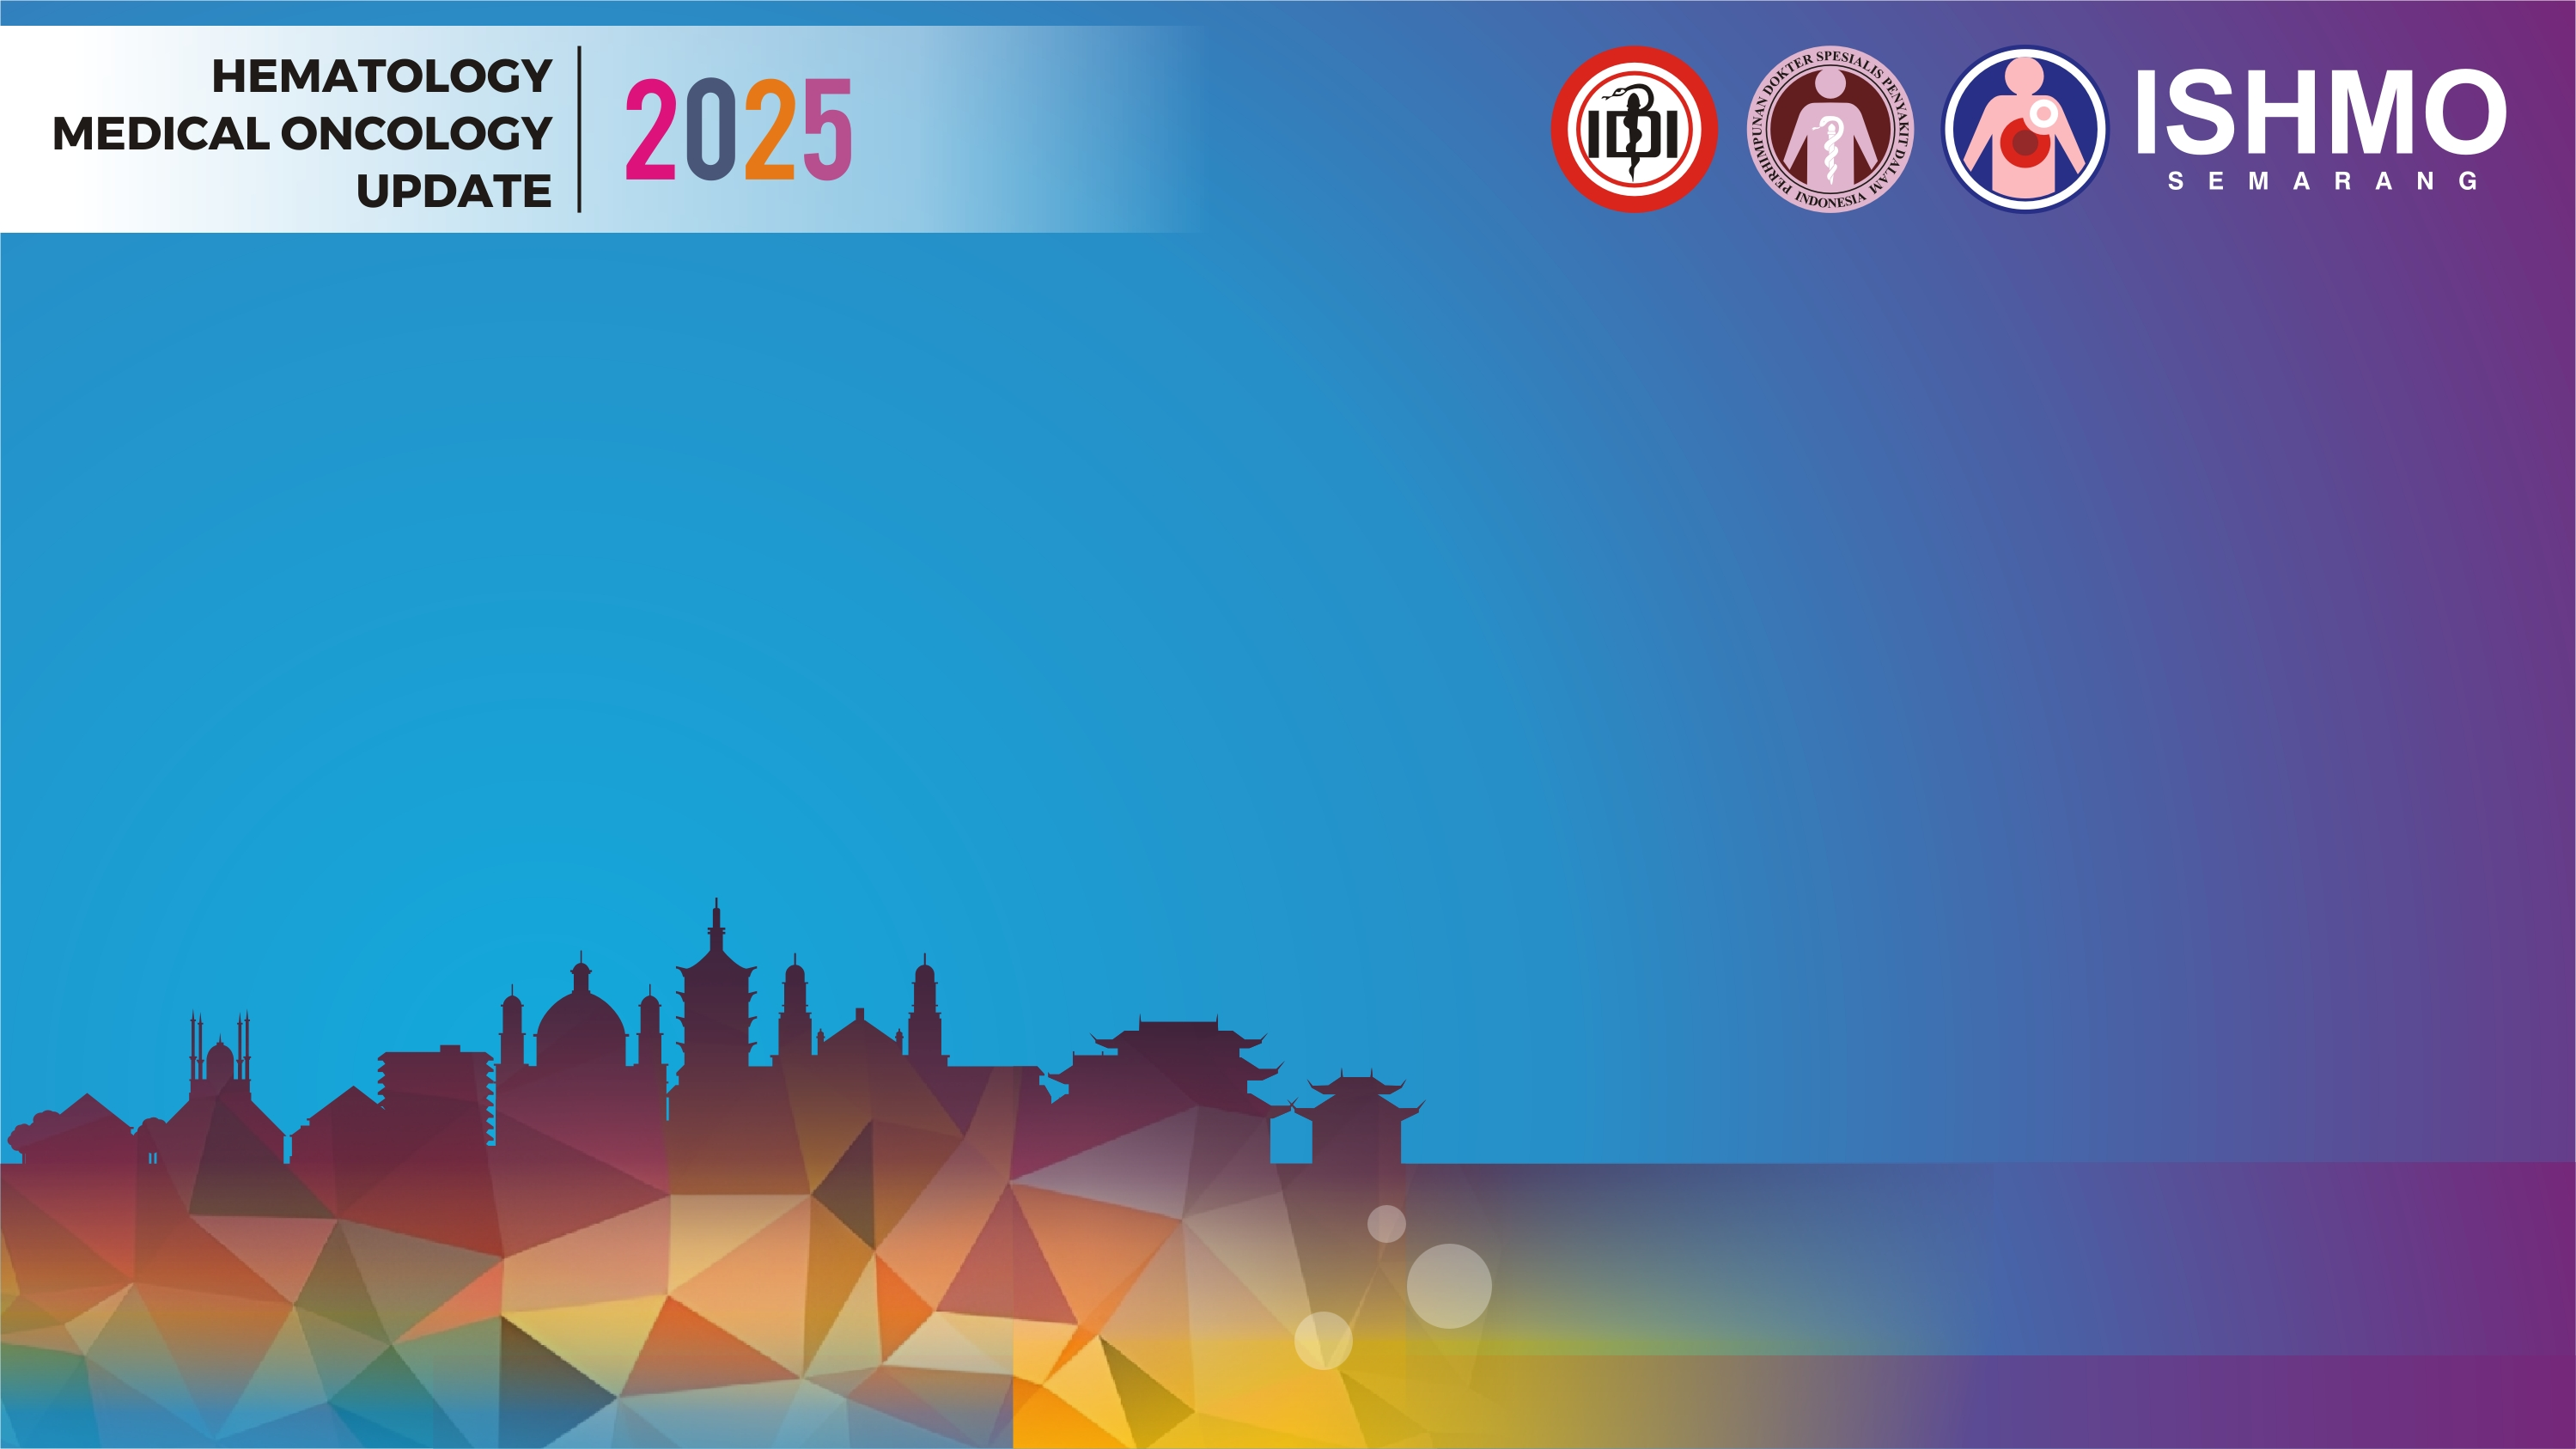 HEMATOLOGY
MEDICAL ONCOLOGY
UPDATE
2025
IDI
PERHIMPUNAN DOKTER SPESIALIS PENYAKIT DALAM
INDONESIA
ISHMO
SEMARANG